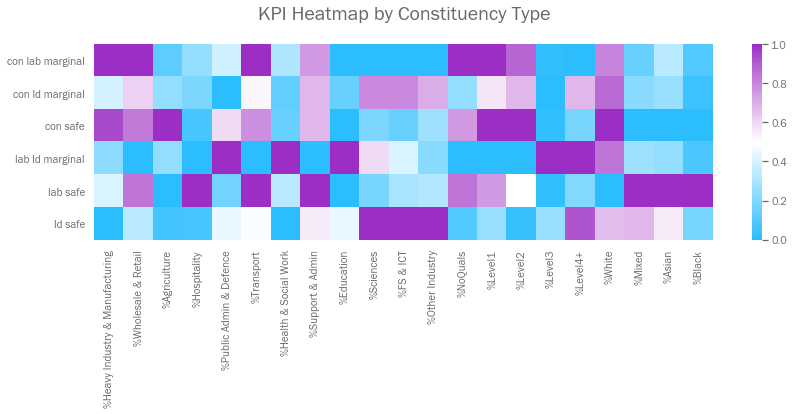 KPI Heatmap by Constituency Type
con lab marginal
con ld marginal
con safe
lab ld marginal
lab safe
ld safe
1.0
0.8
0.6
0.4
0.2
0.0
%Heavy Industry & Manufacturing
%Wholesale & Retail
%Agriculture
%Hospitality
%Public Admin & Defence
%Transport
%Health & Social Work
%Support & Admin
%Education
%Sciences
%FS & ICT
%Other Industry
%NoQuals
%Level1
%Level2
%Level3
%Level4+
%White
%Mixed
%Asian
%Black